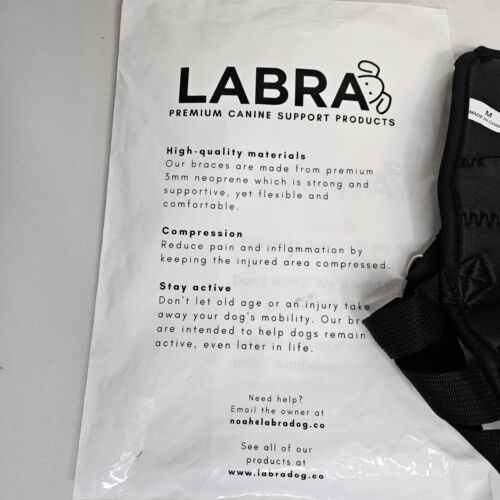 LABRA
PREMIUM CANINE SUPPORT PRODUCTS
High-quality materials
Our braces are made from premium
3mm neoprene which is strong and
supportive, yet flexible and
comfortable.
Compression
Reduce pain and inflammation by
keeping the injured area compressed.
Stay active
Don't let old age or an injury take
away your dog's mobility. Our br
are intended to help dogs remain
active, even later in life.
Need help?
Email the owner at
noahelabradog.co
See all of our
products at
www.labradog.co
M
MADE IN CHINA